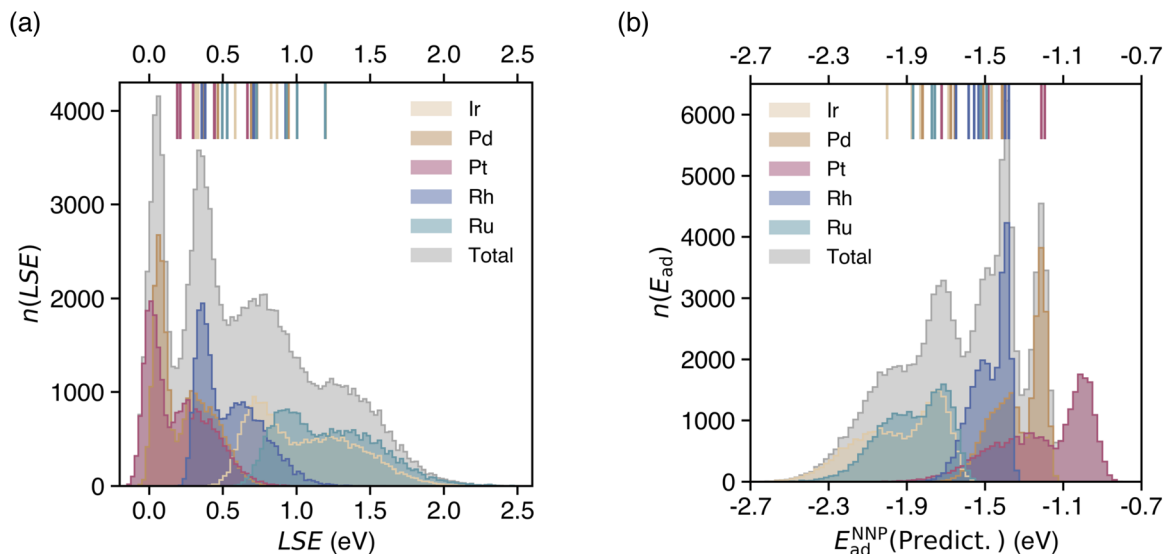 (a)
0.0 0.5 1.0 1.5 2.0 2.5
4000
3000
2000
1000
0
n(LSE)
Ir
Pd
Pt
Rh
Ru
Total
0.0 0.5 1.0 1.5 2.0 2.5
LSE (eV)
(b)
-2.7 -2.3 -1.9 -1.5 -1.1 -0.7
6000
5000
4000
3000
2000
1000
0
n(E_ad)
Ir
Pd
Pt
Rh
Ru
Total
-2.7 -2.3 -1.9 -1.5 -1.1 -0.7
E_ad^NNP(Predict.) (eV)